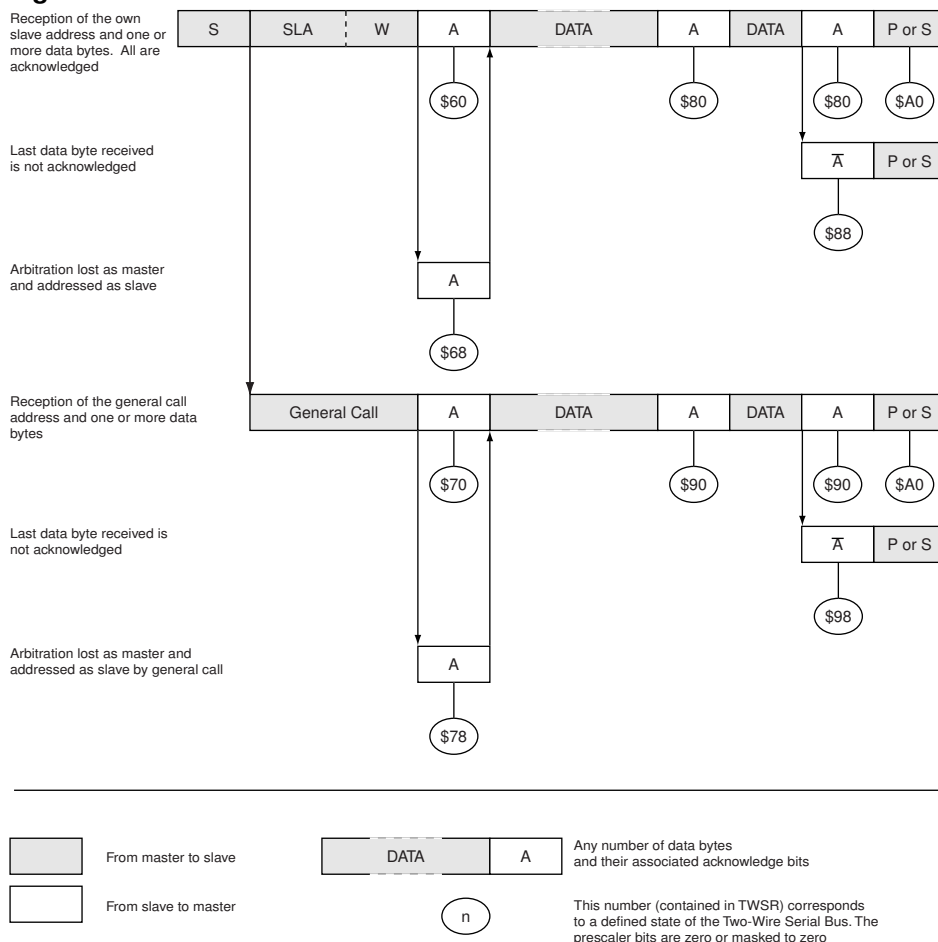 Reception of the own
slave address and one or
more data bytes. All are
acknowledged
S SLA W A DATA A DATA A P or S
$60 $80 $80 $A0
Last data byte received
is not acknowledged
A̅ P or S
$88
Arbitration lost as master
and addressed as slave
A
$68
Reception of the general call
address and one or more data
bytes
General Call A DATA A DATA A P or S
$70 $90 $90 $A0
Last data byte received is
not acknowledged
A̅ P or S
$98
Arbitration lost as master and
addressed as slave by general call
A
$78
From master to slave
DATA A
Any number of data bytes
and their associated acknowledge bits
From slave to master
n
This number (contained in TWSR) corresponds
to a defined state of the Two-Wire Serial Bus. The
prescaler bits are zero or masked to zero